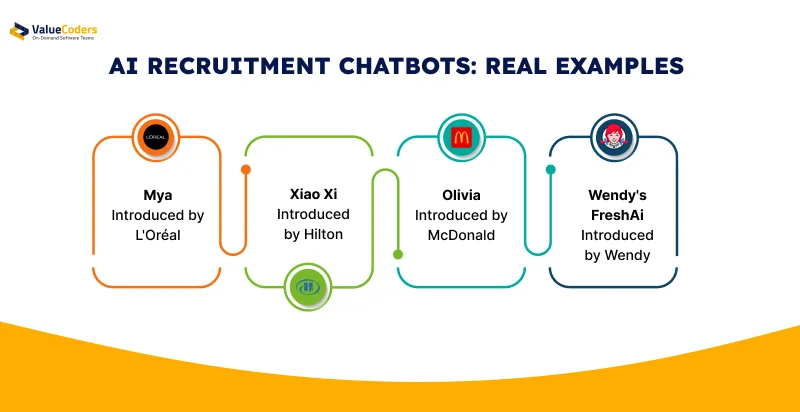 ValueCoders
On-Demand Software Teams
AI RECRUITMENT CHATBOTS: REAL EXAMPLES
L'ORÉAL
Mya
Introduced by
L'Oréal
Xiao Xi
Introduced
by Hilton
Olivia
Introduced by
McDonald
Wendy's
FreshAi
Introduced
by Wendy